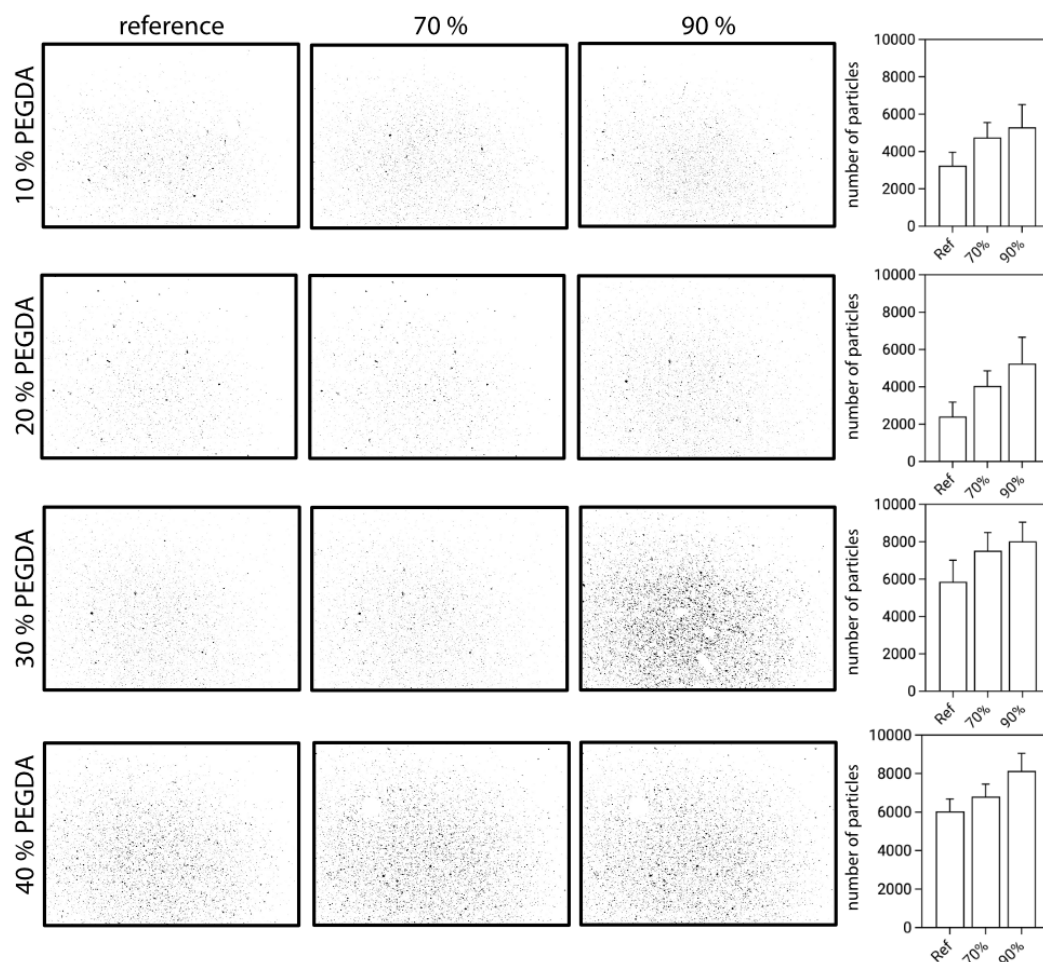 reference
70 %
90 %
10 % PEGDA
number of particles
10000
8000
6000
4000
2000
0
Ref
70%
90%
20 % PEGDA
number of particles
10000
8000
6000
4000
2000
0
Ref
70%
90%
30 % PEGDA
number of particles
10000
8000
6000
4000
2000
0
Ref
70%
90%
40 % PEGDA
number of particles
10000
8000
6000
4000
2000
0
Ref
70%
90%